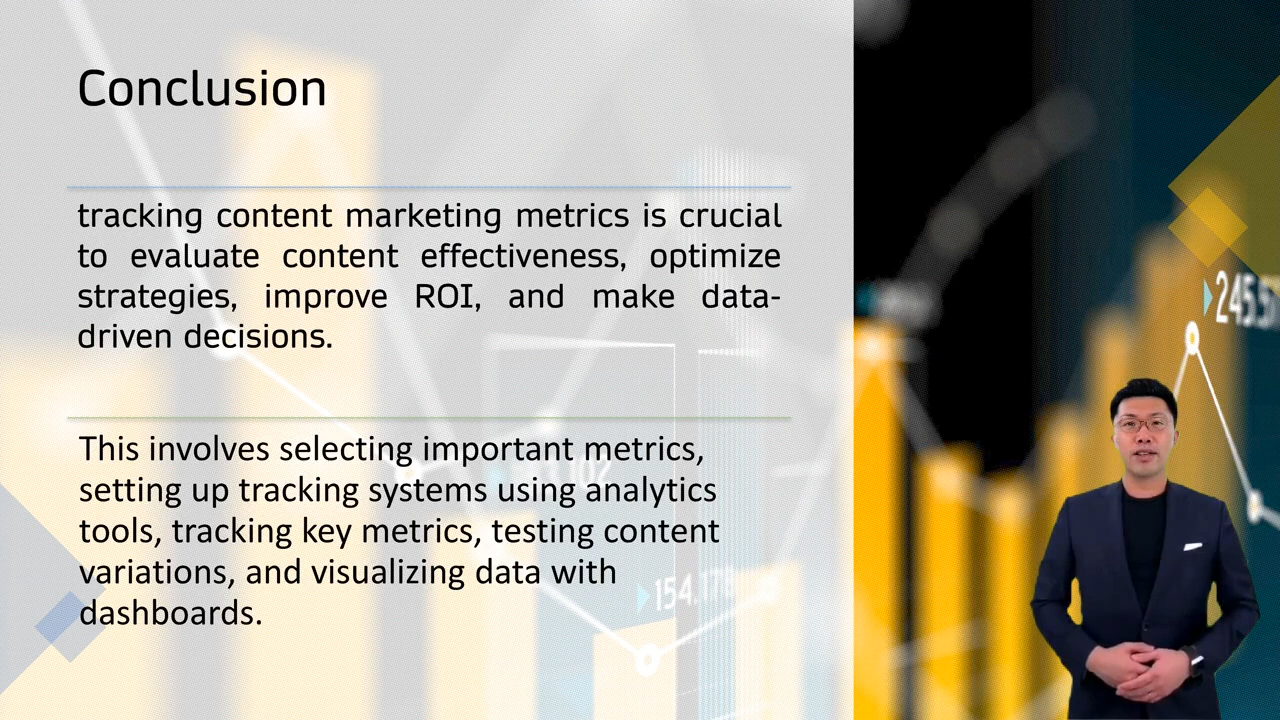 Conclusion
tracking content marketing metrics is crucial
to evaluate content effectiveness, optimize
strategies, improve ROI, and make data-
driven decisions.
This involves selecting important metrics,
setting up tracking systems using analytics
tools, tracking key metrics, testing content
variations, and visualizing data with
dashboards.